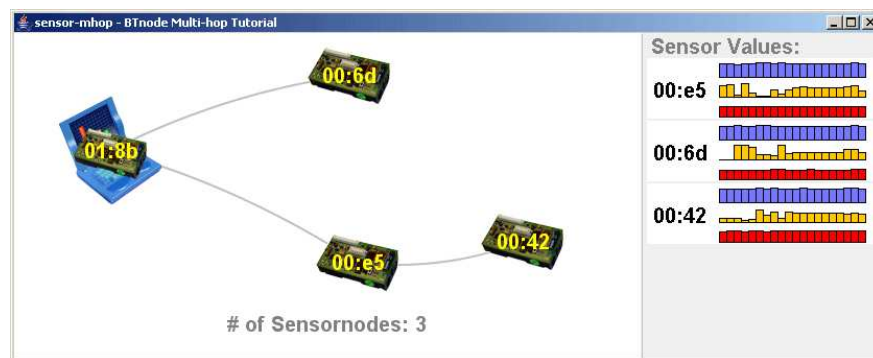 sensor-mhop - BTnode Multi-hop Tutorial
00:6d
01:8b
00:e5
00:42
# of Sensornodes: 3
Sensor Values:
00:e5
00:6d
00:42